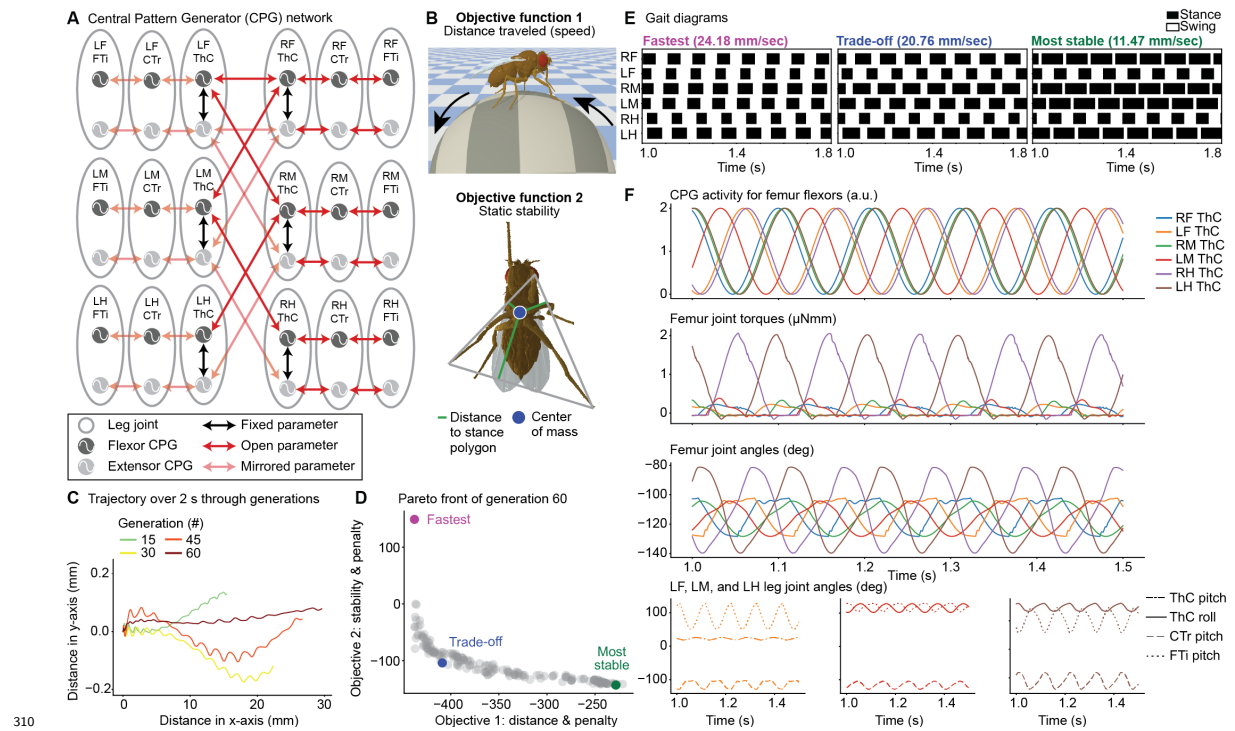 A Central Pattern Generator (CPG) network
LF FTi
LF CTr
LF ThC
RF ThC
RF CTr
RF FTi
LM FTi
LM CTr
LM ThC
RM ThC
RM CTr
RM FTi
LH FTi
LH CTr
LH ThC
RH ThC
RH CTr
RH FTi
Leg joint
Flexor CPG
Extensor CPG
Fixed parameter
Open parameter
Mirrored parameter
B Objective function 1
Distance traveled (speed)
Objective function 2
Static stability
Distance
to stance
polygon
Center
of mass
C Trajectory over 2 s through generations
Generation (#)
15
30
45
60
Distance in y-axis (mm)
0.2
0.0
−0.2
0 10 20 30
Distance in x-axis (mm)
D Pareto front of generation 60
Objective 2: stability & penalty
100
0
−100
Fastest
Trade-off
Most
stable
−400 −350 −300 −250
Objective 1: distance & penalty
E Gait diagrams
Stance
Swing
Fastest (24.18 mm/sec)
Trade-off (20.76 mm/sec)
Most stable (11.47 mm/sec)
RF
LF
RM
LM
RH
LH
1.0 1.4 1.8
Time (s)
1.0 1.4 1.8
Time (s)
1.0 1.4 1.8
Time (s)
F CPG activity for femur flexors (a.u.)
2
1
0
RF ThC
LF ThC
RM ThC
LM ThC
RH ThC
LH ThC
Femur joint torques (μNmm)
2
1
0
Femur joint angles (deg)
−80
−100
−120
−140
1.0 1.1 1.2 1.3 1.4 1.5
Time (s)
LF, LM, and LH leg joint angles (deg)
100
0
−100
1.0 1.2 1.4
Time (s)
1.0 1.2 1.4
Time (s)
1.0 1.2 1.4
Time (s)
ThC pitch
ThC roll
CTr pitch
FTi pitch
310